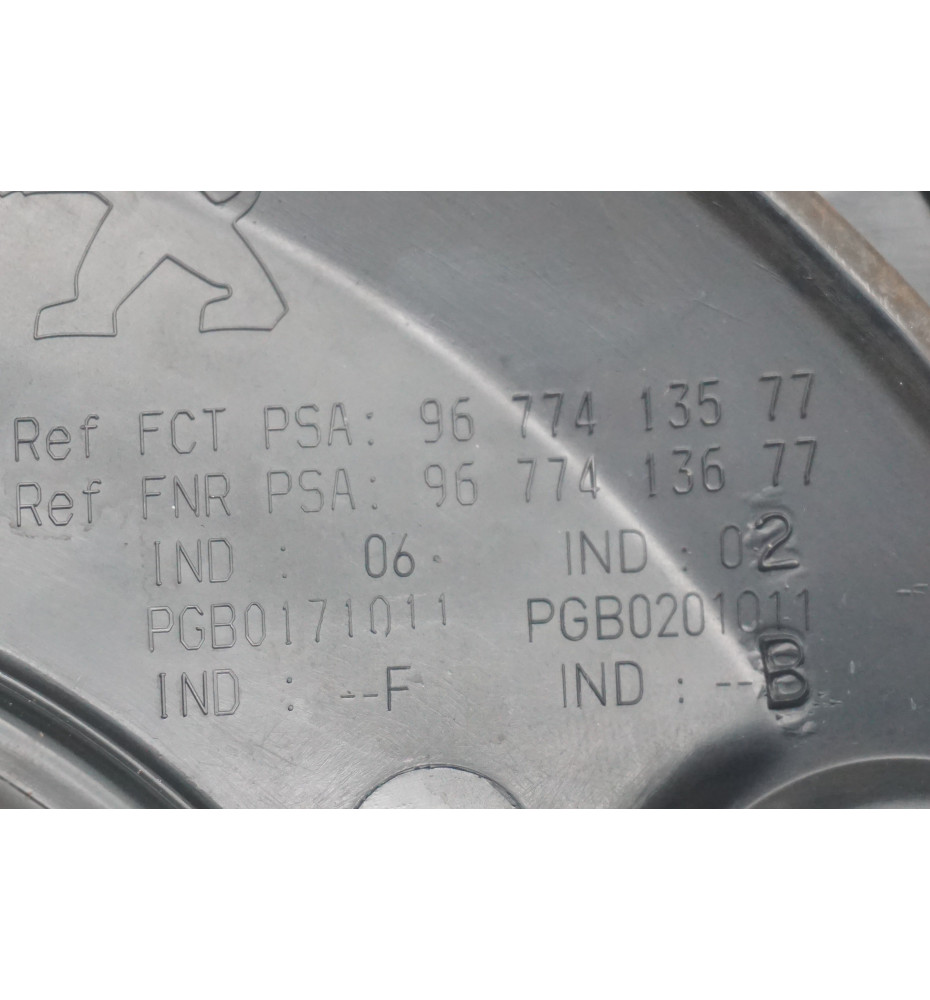 Ref FCT PSA: 96 774 135 77
Ref FNR PSA: 96 774 136 77
IND : 06 IND : 02
PGB0171011 PGB0201011
IND : --F IND : --B